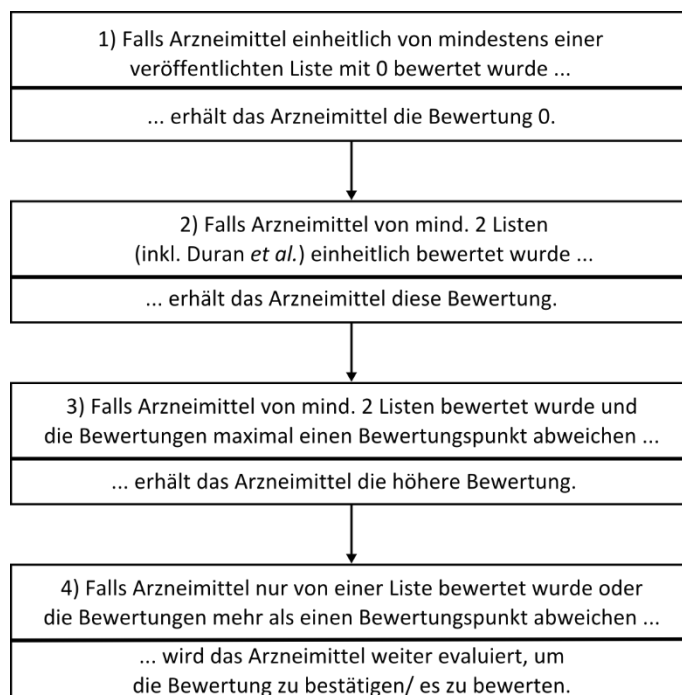 1) Falls Arzneimittel einheitlich von mindestens einer
veröffentlichten Liste mit 0 bewertet wurde ...
... erhält das Arzneimittel die Bewertung 0.
2) Falls Arzneimittel von mind. 2 Listen
(inkl. Duran et al.) einheitlich bewertet wurde ...
... erhält das Arzneimittel diese Bewertung.
3) Falls Arzneimittel von mind. 2 Listen bewertet wurde und
die Bewertungen maximal einen Bewertungspunkt abweichen ...
... erhält das Arzneimittel die höhere Bewertung.
4) Falls Arzneimittel nur von einer Liste bewertet wurde oder
die Bewertungen mehr als einen Bewertungspunkt abweichen ...
... wird das Arzneimittel weiter evaluiert, um
die Bewertung zu bestätigen/ es zu bewerten.